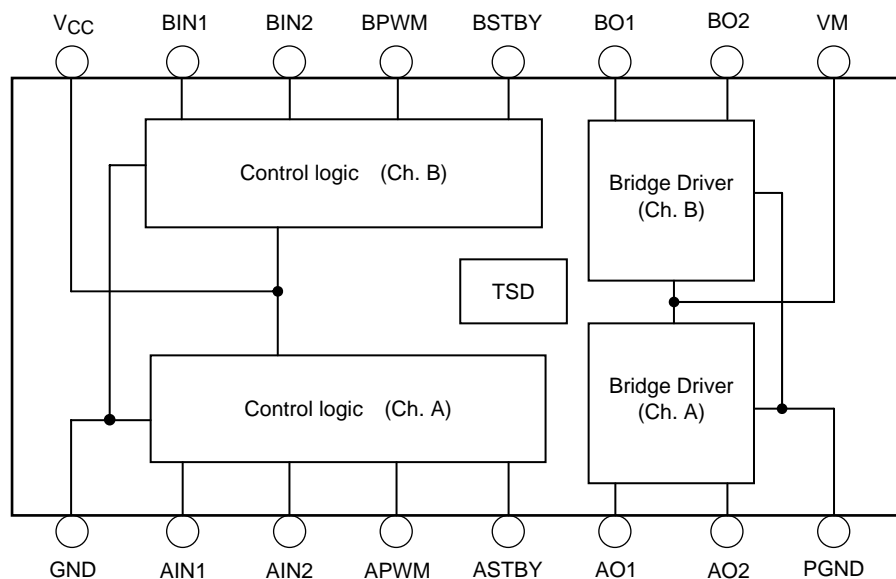 VCC BIN1 BIN2 BPWM BSTBY BO1 BO2 VM
Control logic (Ch. B)
Bridge Driver
(Ch. B)
TSD
Control logic (Ch. A)
Bridge Driver
(Ch. A)
GND AIN1 AIN2 APWM ASTBY AO1 AO2 PGND